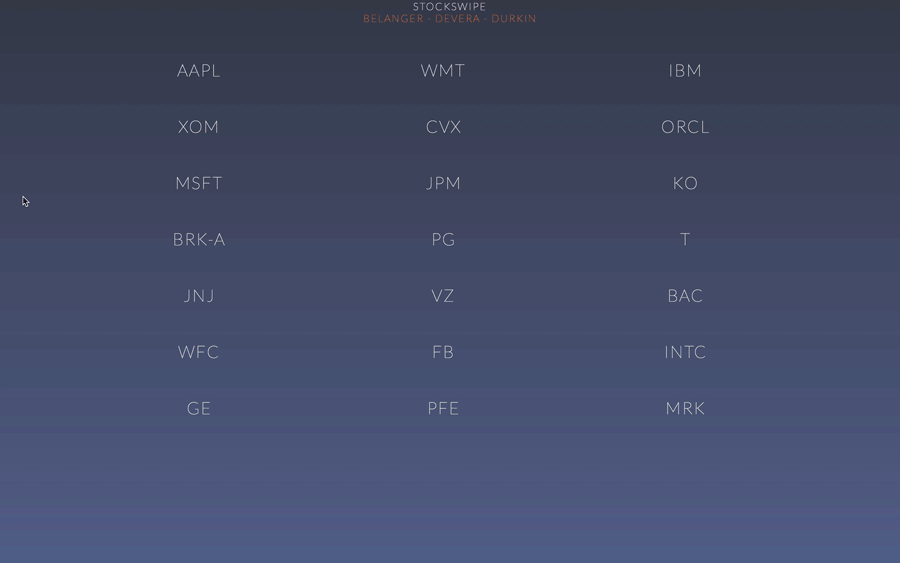 STOCKSWIPE
BELANGER - DEVERA - DURKIN
AAPL WMT IBM
XOM CVX ORCL
MSFT JPM KO
BRK-A PG T
JNJ VZ BAC
WFC FB INTC
GE PFE MRK